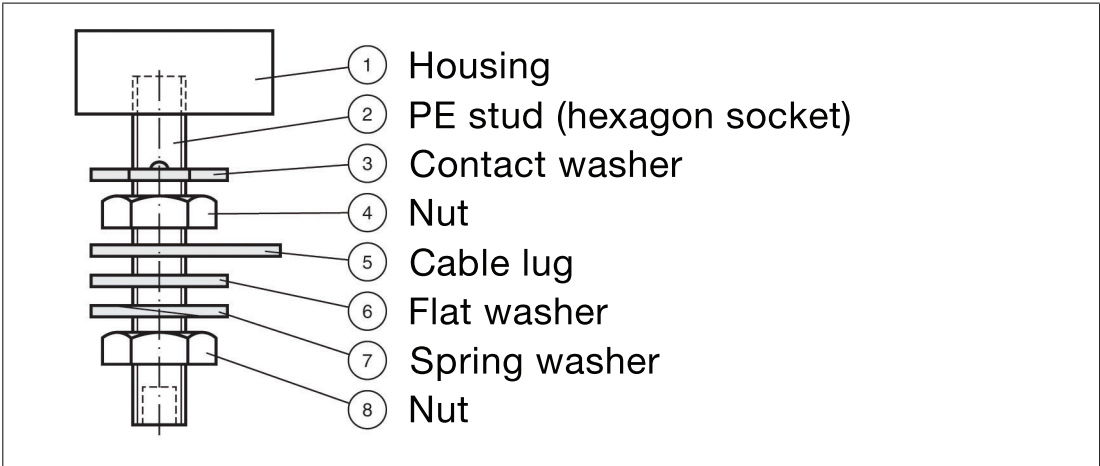 1 Housing
2 PE stud (hexagon socket)
3 Contact washer
4 Nut
5 Cable lug
6 Flat washer
7 Spring washer
8 Nut